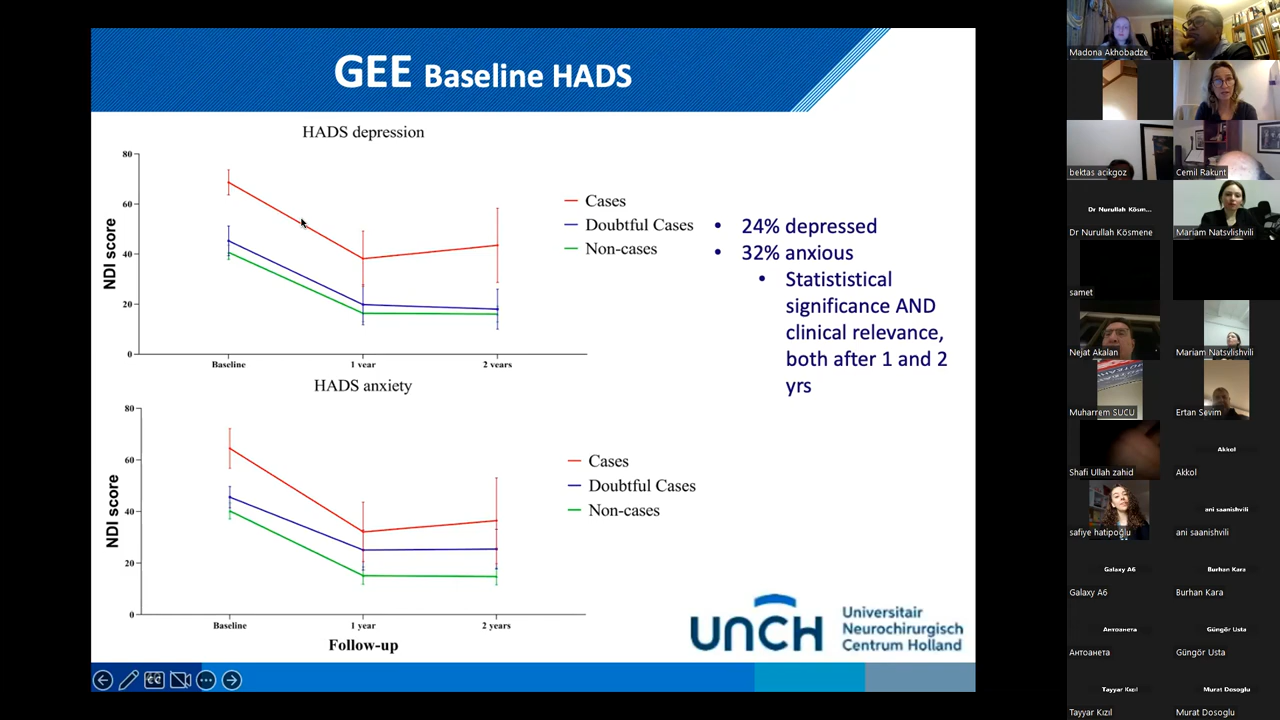 GEE Baseline HADS
HADS depression
80
60
40
20
0
NDI score
Baseline
1 year
2 years
Cases
Doubtful Cases
Non-cases
HADS anxiety
80
60
40
20
0
NDI score
Baseline
1 year
2 years
Follow-up
Cases
Doubtful Cases
Non-cases
• 24% depressed
• 32% anxious
• Statististical
significance AND
clinical relevance,
both after 1 and 2
yrs
UNCH
Universitair
Neurochirurgisch
Centrum Holland
Madona Akhobadze
bektas acikgoz
Cemil Rakunt
Dr Nurullah Kösm...
Dr Nurullah Kösmene
Mariam Natsvlishvili
samet
Nejat Akalan
Mariam Natsvlishvili
Muharrem SUCU
Ertan Sevim
Shafi Ullah zahid
Akkol
Akkol
safiye hatipoğlu
ani saanishvili
ani saanishvili
Galaxy A6
Galaxy A6
Burhan Kara
Burhan Kara
Антоанета
Антоанета
Güngör Usta
Güngör Usta
Tayyar Kızıl
Tayyar Kızıl
Murat Dosoglu
Murat Dosoglu